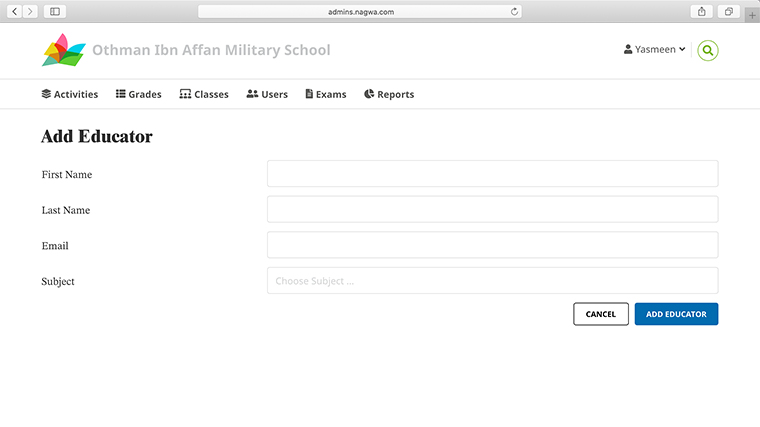 admins.nagwa.com
Othman Ibn Affan Military School
Yasmeen
Activities Grades Classes Users Exams Reports
Add Educator
First Name
Last Name
Email
Subject Choose Subject ...
CANCEL ADD EDUCATOR